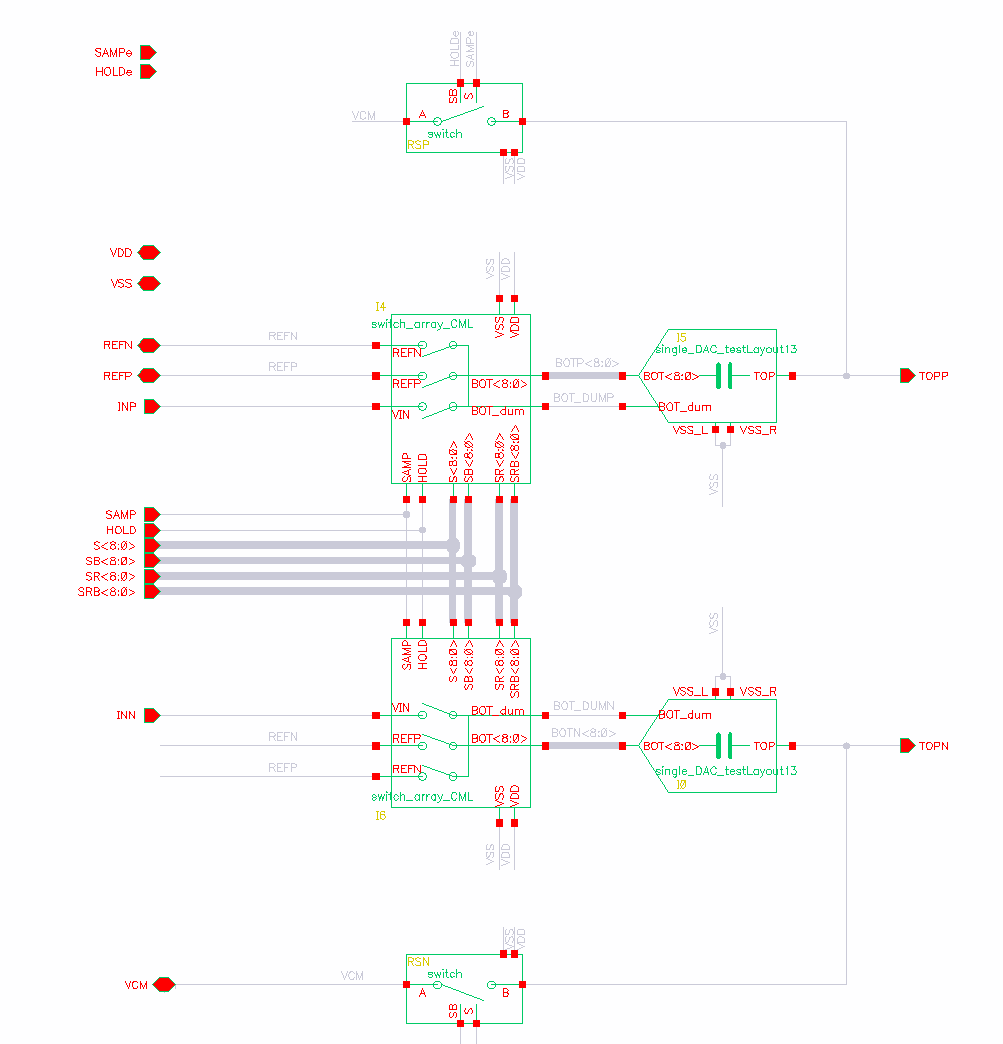 HOLDe
SAMPe
SAMPe
HOLDe
SB
S
VCM
A
B
switch
RSP
VSS
VDD
VDD
VSS
VSS
VDD
I4
switch_array_CML
VSS
VDD
REFN
REFN
REFN
REFP
REFP
REFP
INP
VIN
BOT<8:0>
BOT_dum
BOTP<8:0>
BOT_DUMP
I5
single_DAC_testLayout13
BOT<8:0>
TOP
BOT_dum
VSS_L
VSS_R
VSS
TOPP
SAMP
HOLD
S<8:0>
SB<8:0>
SR<8:0>
SRB<8:0>
SAMP
HOLD
S<8:0>
SB<8:0>
SR<8:0>
SRB<8:0>
SAMP
HOLD
S<8:0>
SB<8:0>
SR<8:0>
SRB<8:0>
VSS
VSS_L
VSS_R
INN
VIN
BOT_dum
BOT_DUMN
BOT_dum
REFN
REFP
BOT<8:0>
BOTN<8:0>
BOT<8:0>
TOP
TOPN
REFP
REFN
single_DAC_testLayout13
I0
switch_array_CML
VSS
VDD
I6
VSS
VDD
VSS
VDD
RSN
switch
VCM
VCM
A
B
SB
S